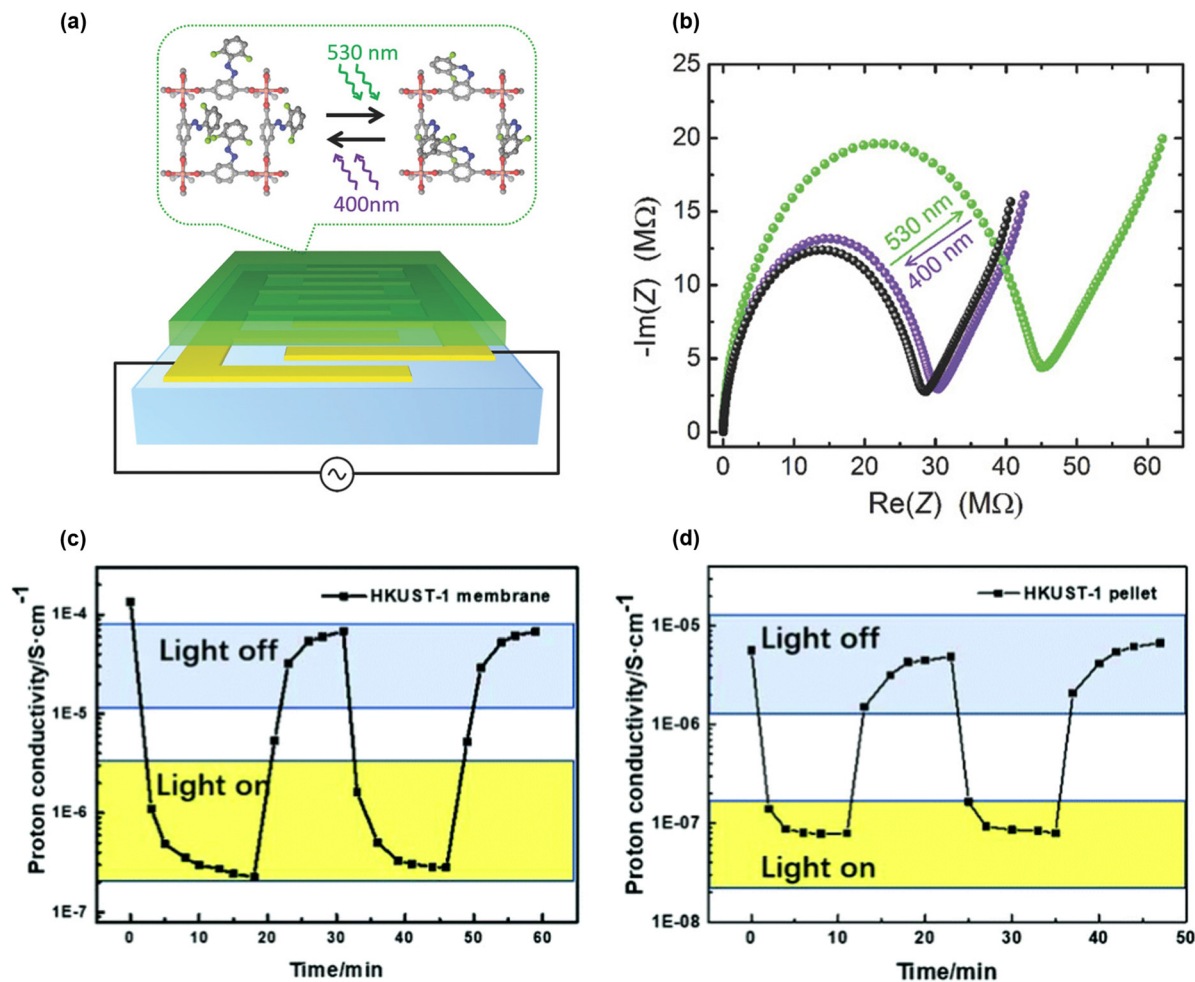 (a)
530 nm
400nm
(b)
-Im(Z) (MΩ)
25
20
15
10
5
0
530 nm
400 nm
0 10 20 30 40 50 60
Re(Z) (MΩ)
(c)
Proton conductivity/S·cm⁻¹
HKUST-1 membrane
1E-4
Light off
1E-5
Light on
1E-6
1E-7
0 10 20 30 40 50 60
Time/min
(d)
Proton conductivity/S·cm⁻¹
HKUST-1 pellet
1E-05
Light off
1E-06
1E-07
Light on
1E-08
0 10 20 30 40 50
Time/min